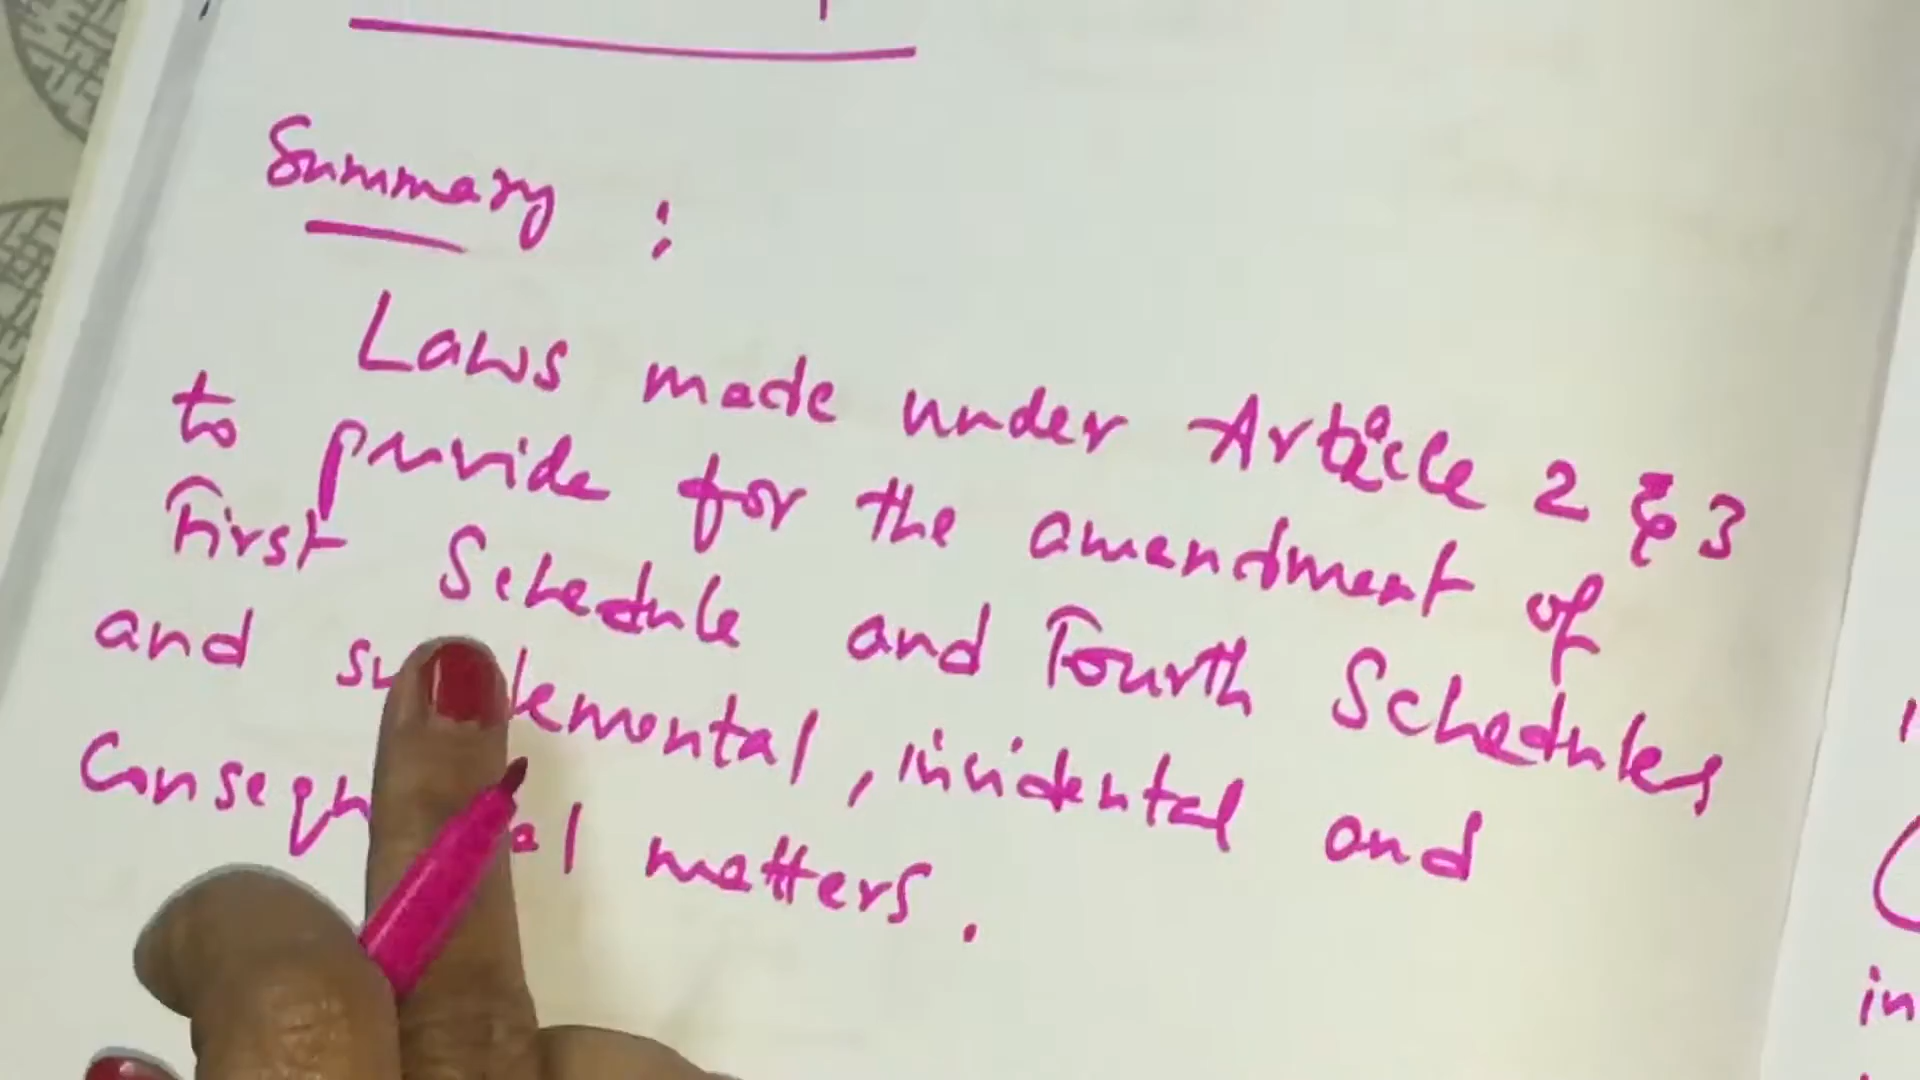 Summary :
Laws made under Article 2 & 3
to provide for the amendment of
First Schedule and Fourth Schedules
and , incidental and
matters.
in